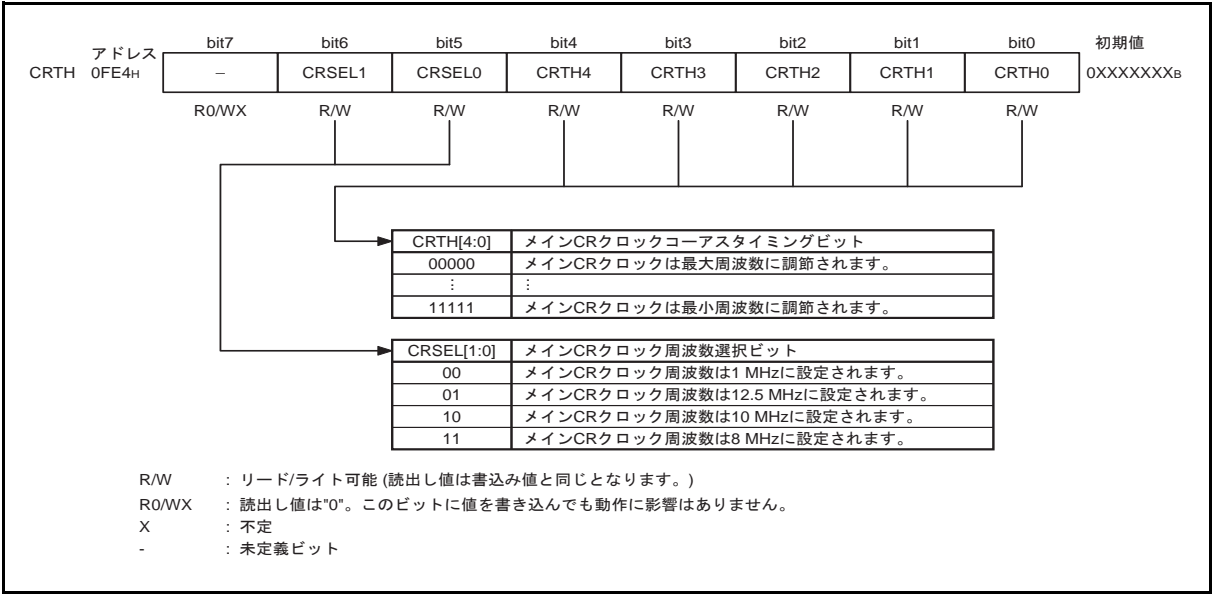 bit7 bit6 bit5 bit4 bit3 bit2 bit1 bit0 初期値
アドレス
CRTH 0FE4H – CRSEL1 CRSEL0 CRTH4 CRTH3 CRTH2 CRTH1 CRTH0 0XXXXXXXB
R0/WX R/W R/W R/W R/W R/W R/W R/W
CRTH[4:0] メインCRクロックコーアスタイミングビット
00000 メインCRクロックは最大周波数に調節されます。
⋮ ⋮
11111 メインCRクロックは最小周波数に調節されます。
CRSEL[1:0] メインCRクロック周波数選択ビット
00 メインCRクロック周波数は1 MHzに設定されます。
01 メインCRクロック周波数は12.5 MHzに設定されます。
10 メインCRクロック周波数は10 MHzに設定されます。
11 メインCRクロック周波数は8 MHzに設定されます。
R/W : リード/ライト可能 (読出し値は書込み値と同じとなります。)
R0/WX : 読出し値は"0"。このビットに値を書き込んでも動作に影響はありません。
X : 不定
- : 未定義ビット